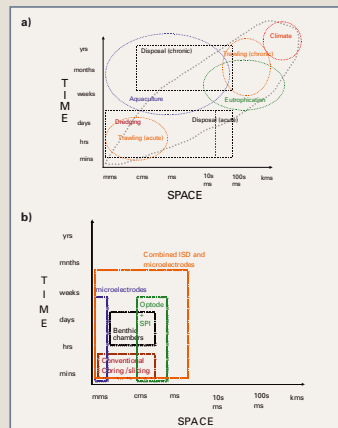 a)
yrs
months
weeks
days
hrs
mins
TIME
Climate
Disposal (chronic)
Trawling (chronic)
Aquaculture
Eutrophication
Dredging
Disposal (acute)
Trawling (acute)
mms
cms
ms
10s ms
100s ms
kms
SPACE
b)
yrs
mnths
weeks
days
hrs
mins
TIME
Combined ISD and
microelectrodes
microelectrodes
Optode
+
SPI
Benthic
chambers
Conventional
Coring /slicing
mms
cms
ms
10s ms
100s ms
kms
SPACE